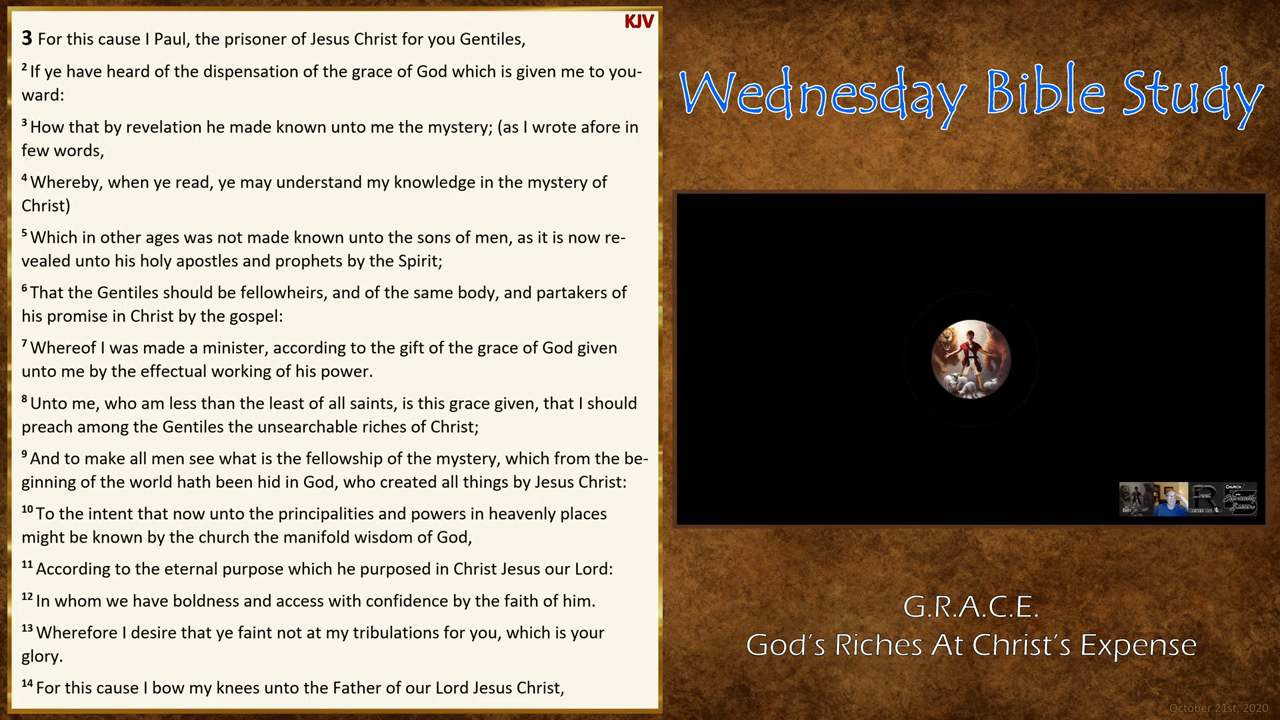 KJV
3 For this cause I Paul, the prisoner of Jesus Christ for you Gentiles,
2 If ye have heard of the dispensation of the grace of God which is given me to you-
ward:
3 How that by revelation he made known unto me the mystery; (as I wrote afore in
few words,
4 Whereby, when ye read, ye may understand my knowledge in the mystery of
Christ)
5 Which in other ages was not made known unto the sons of men, as it is now re-
vealed unto his holy apostles and prophets by the Spirit;
6 That the Gentiles should be fellowheirs, and of the same body, and partakers of
his promise in Christ by the gospel:
7 Whereof I was made a minister, according to the gift of the grace of God given
unto me by the effectual working of his power.
8 Unto me, who am less than the least of all saints, is this grace given, that I should
preach among the Gentiles the unsearchable riches of Christ;
9 And to make all men see what is the fellowship of the mystery, which from the be-
ginning of the world hath been hid in God, who created all things by Jesus Christ:
10 To the intent that now unto the principalities and powers in heavenly places
might be known by the church the manifold wisdom of God,
11 According to the eternal purpose which he purposed in Christ Jesus our Lord:
12 In whom we have boldness and access with confidence by the faith of him.
13 Wherefore I desire that ye faint not at my tribulations for you, which is your
glory.
14 For this cause I bow my knees unto the Father of our Lord Jesus Christ,
Wednesday Bible Study
Church
G.R.A.C.E.
God's Riches At Christ's Expense
October 21st, 2020